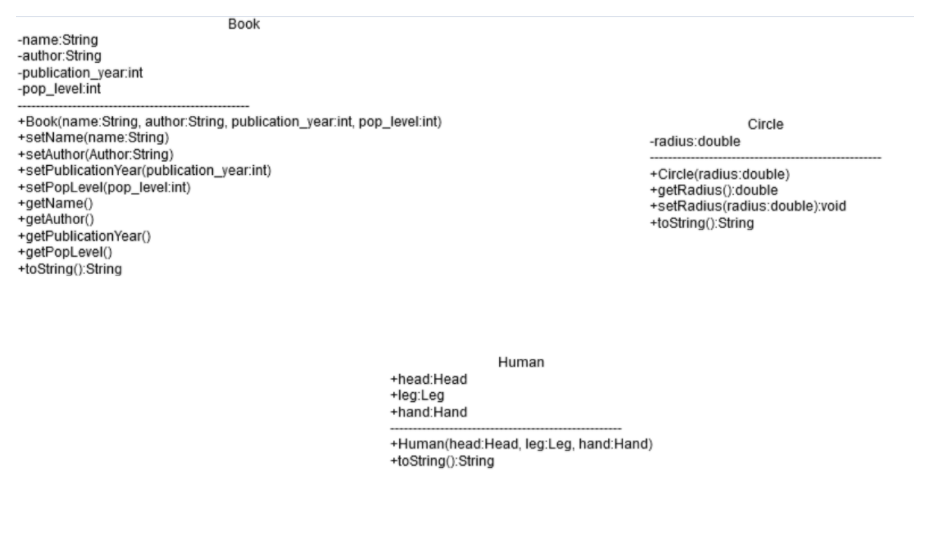 Book
-name:String
-author:String
-publication_year:int
-pop_level:int
---------------------------------------------------
+Book(name:String, author:String, publication_year:int, pop_level:int)
+setName(name:String)
+setAuthor(Author:String)
+setPublicationYear(publication_year:int)
+setPopLevel(pop_level:int)
+getName()
+getAuthor()
+getPublicationYear()
+getPopLevel()
+toString():String
Circle
-radius:double
---------------------------------------------------
+Circle(radius:double)
+getRadius():double
+setRadius(radius:double):void
+toString():String
Human
+head:Head
+leg:Leg
+hand:Hand
---------------------------------------------------
+Human(head:Head, leg:Leg, hand:Hand)
+toString():String